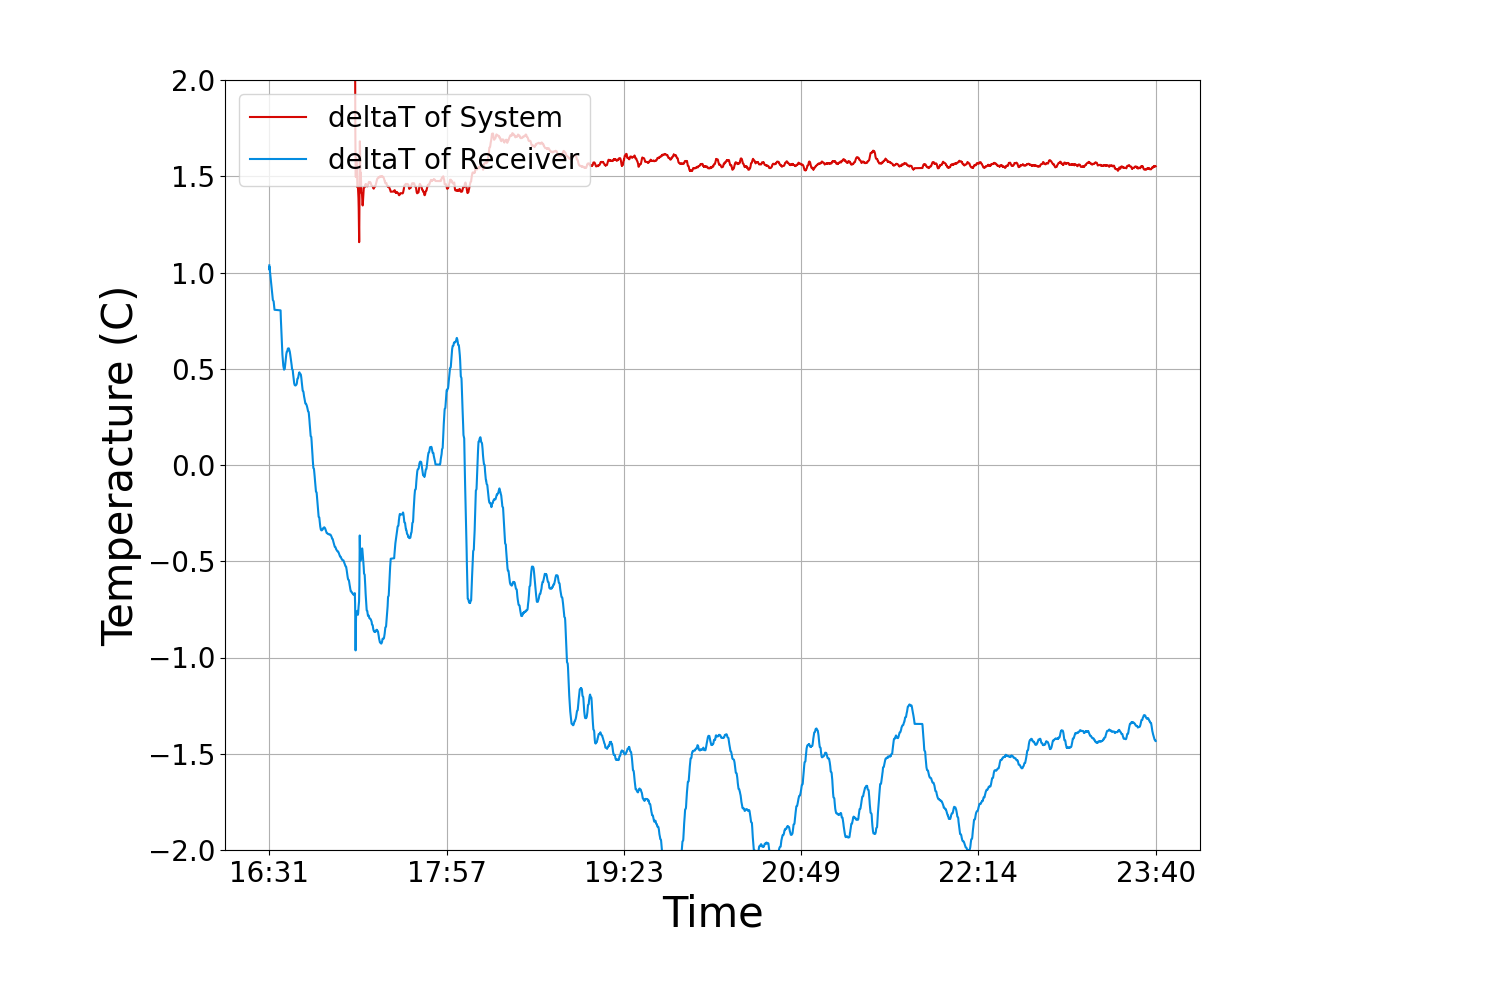 deltaT of System
deltaT of Receiver
Temperacture (C)
2.0
1.5
1.0
0.5
0.0
−0.5
−1.0
−1.5
−2.0
16:31 17:57 19:23 20:49 22:14 23:40
Time